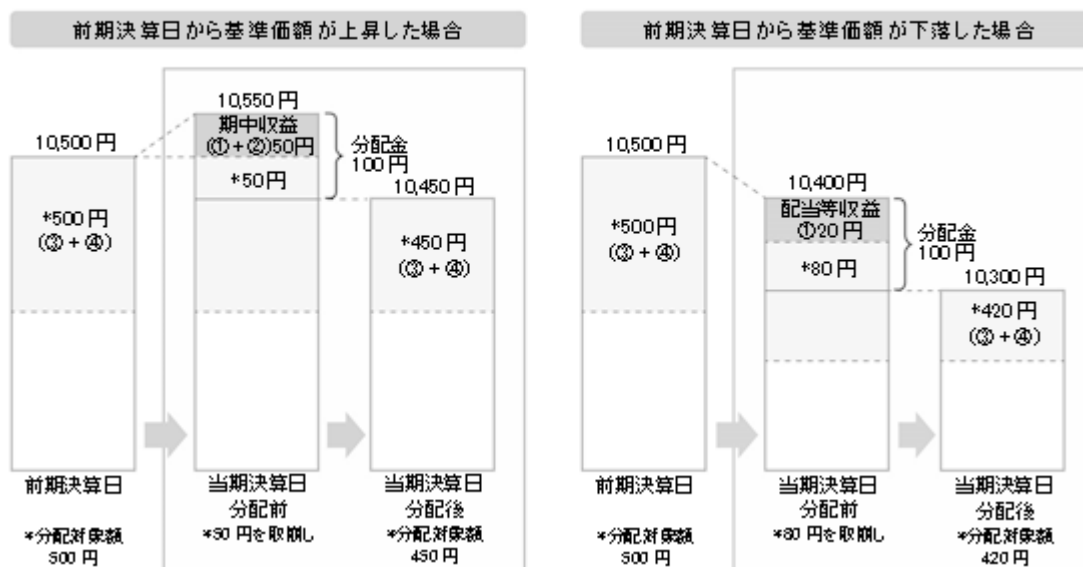 前期決算日から基準価額が上昇した場合
10,550円
期中収益
(①+②)50円
*50円
分配金
100円
10,500円
*500円
(③+④)
10,450円
*450円
(③+④)
前期決算日
*分配対象額
500円
当期決算日
分配前
*50円を取崩し
当期決算日
分配後
*分配対象額
450円
前期決算日から基準価額が下落した場合
10,500円
*500円
(③+④)
10,400円
配当等収益
①20円
*80円
分配金
100円
10,300円
*420円
(③+④)
前期決算日
*分配対象額
500円
当期決算日
分配前
*80円を取崩し
当期決算日
分配後
*分配対象額
420円